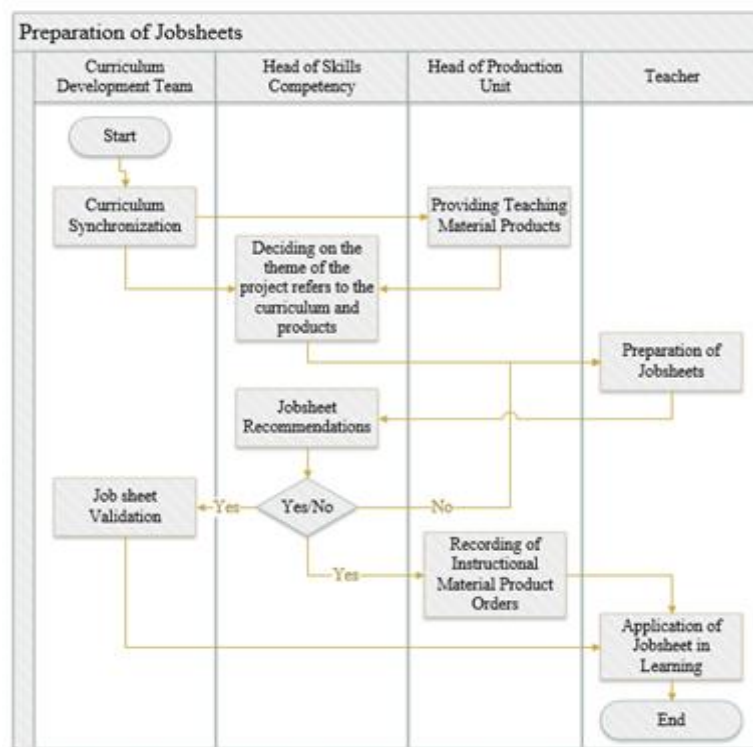 Preparation of Jobsheets
Curriculum
Development Team
Head of Skills
Competency
Head of Production
Unit
Teacher
Start
Curriculum
Synchronization
Providing Teaching
Material Products
Deciding on the
theme of the
project refers to the
curriculum and
products
Preparation of
Jobsheets
Jobsheet
Recommendations
Job sheet
Validation
Yes
Yes/No
No
Recording of
Instructional
Material Product
Orders
Yes
Application of
Jobsheet in
Learning
End